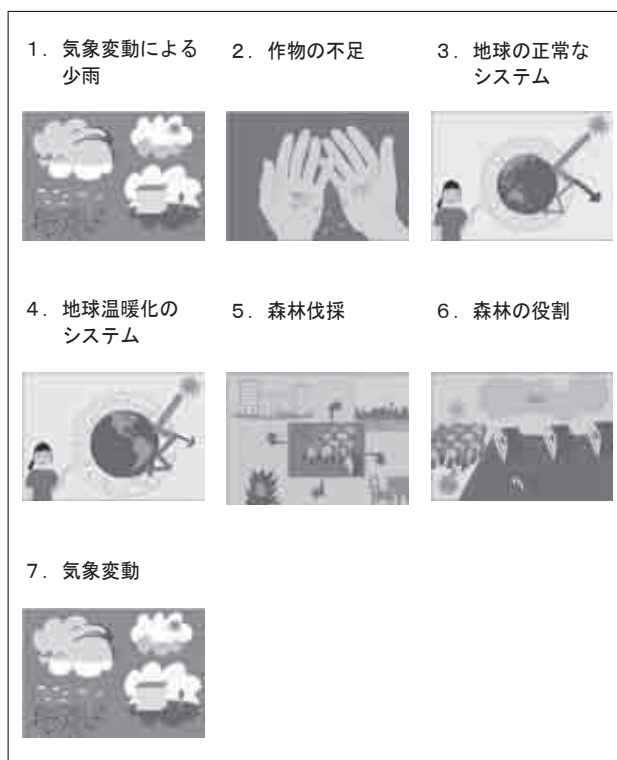 1．気象変動による
少雨
2．作物の不足
3．地球の正常な
システム
4．地球温暖化の
システム
5．森林伐採
6．森林の役割
7．気象変動